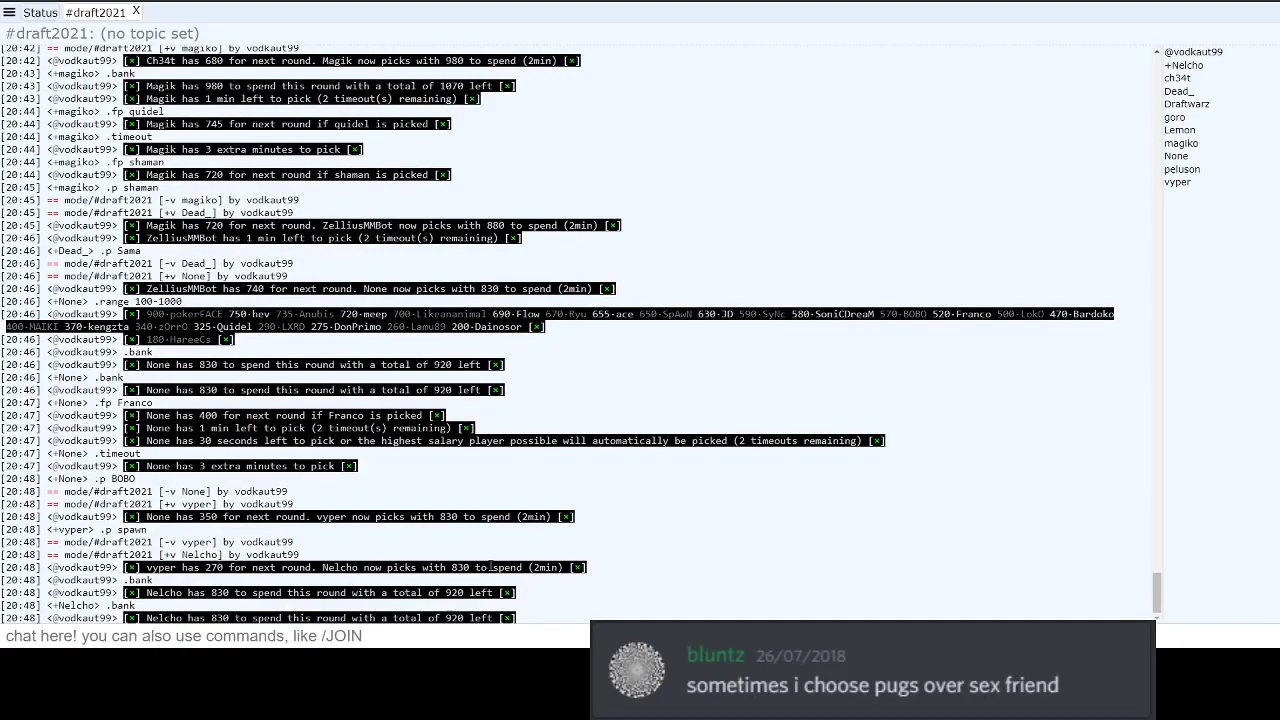 Status #draft2021 X
#draft2021: (no topic set)
[20:42] == mode/#draft2021 [+v magiko] by vodkaut99
[20:42] <@vodkaut99> [×] Ch34t has 680 for next round. Magik now picks with 980 to spend (2min) [×]
[20:43] <+magiko> .bank
[20:43] <@vodkaut99> [×] Magik has 980 to spend this round with a total of 1070 left [×]
[20:43] <@vodkaut99> [×] Magik has 1 min left to pick (2 timeout(s) remaining) [×]
[20:44] <+magiko> .fp quidel
[20:44] <@vodkaut99> [×] Magik has 745 for next round if quidel is picked [×]
[20:44] <+magiko> .timeout
[20:44] <@vodkaut99> [×] Magik has 3 extra minutes to pick [×]
[20:44] <+magiko> .fp shaman
[20:44] <@vodkaut99> [×] Magik has 720 for next round if shaman is picked [×]
[20:45] <+magiko> .p shaman
[20:45] == mode/#draft2021 [-v magiko] by vodkaut99
[20:45] == mode/#draft2021 [+v Dead_] by vodkaut99
[20:45] <@vodkaut99> [×] Magik has 720 for next round. ZelliusMMBot now picks with 880 to spend (2min) [×]
[20:46] <@vodkaut99> [×] ZelliusMMBot has 1 min left to pick (2 timeout(s) remaining) [×]
[20:46] <+Dead_> .p Sama
[20:46] == mode/#draft2021 [-v Dead_] by vodkaut99
[20:46] == mode/#draft2021 [+v None] by vodkaut99
[20:46] <@vodkaut99> [×] ZelliusMMBot has 740 for next round. None now picks with 830 to spend (2min) [×]
[20:46] <+None> .range 100-1000
[20:46] <@vodkaut99> [×] 900·pokerFACE 750·hev 735·Anubis 720·meep 700·Likeananimal 690·Flow 670·Ryu 655·ace 650·SpAwN 630·JD 590·SyNc 580·SoniCDreaM 570·BOBO 520·Franco 500·LokO 470·Bardoko
400·MAIKI 370·kengzta 340·zOrrO 325·Quidel 290·LXRD 275·DonPrimo 260·Lamu89 200·Dainosor [×]
[20:46] <@vodkaut99> [×] 180·HareeCs [×]
[20:46] <@vodkaut99> .bank
[20:46] <@vodkaut99> [×] None has 830 to spend this round with a total of 920 left [×]
[20:46] <+None> .bank
[20:46] <@vodkaut99> [×] None has 830 to spend this round with a total of 920 left [×]
[20:47] <+None> .fp Franco
[20:47] <@vodkaut99> [×] None has 400 for next round if Franco is picked [×]
[20:47] <@vodkaut99> [×] None has 1 min left to pick (2 timeout(s) remaining) [×]
[20:47] <@vodkaut99> [×] None has 30 seconds left to pick or the highest salary player possible will automatically be picked (2 timeouts remaining) [×]
[20:47] <+None> .timeout
[20:47] <@vodkaut99> [×] None has 3 extra minutes to pick [×]
[20:48] <+None> .p BOBO
[20:48] == mode/#draft2021 [-v None] by vodkaut99
[20:48] == mode/#draft2021 [+v vyper] by vodkaut99
[20:48] <@vodkaut99> [×] None has 350 for next round. vyper now picks with 830 to spend (2min) [×]
[20:48] <+vyper> .p spawn
[20:48] == mode/#draft2021 [-v vyper] by vodkaut99
[20:48] == mode/#draft2021 [+v Nelcho] by vodkaut99
[20:48] <@vodkaut99> [×] vyper has 270 for next round. Nelcho now picks with 830 to spend (2min) [×]
[20:48] <@vodkaut99> .bank
[20:48] <@vodkaut99> [×] Nelcho has 830 to spend this round with a total of 920 left [×]
[20:48] <+Nelcho> .bank
[20:48] <@vodkaut99> [×] Nelcho has 830 to spend this round with a total of 920 left [×]
chat here! you can also use commands, like /JOIN
@vodkaut99
+Nelcho
ch34t
Dead_
Draftwarz
goro
Lemon
magiko
None
peluson
vyper
bluntz 26/07/2018
sometimes i choose pugs over sex friend